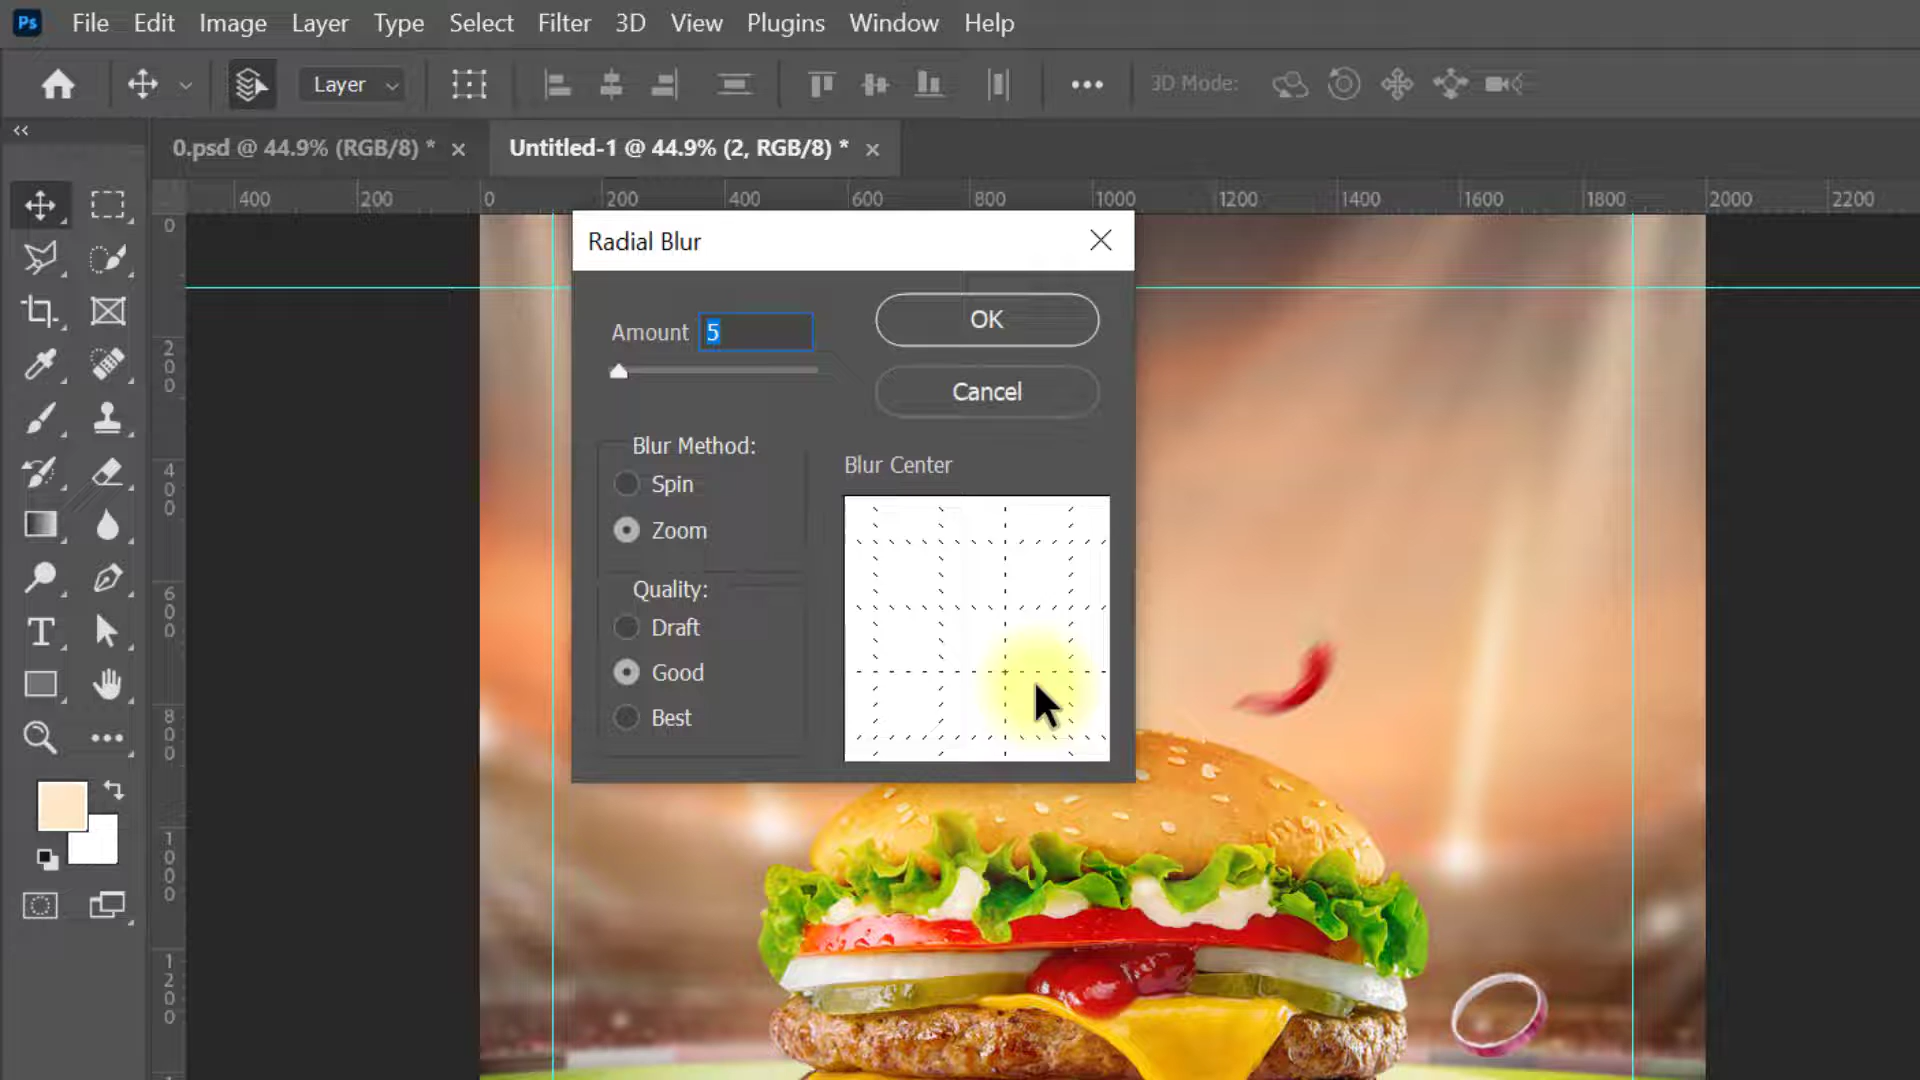 Ps File Edit Image Layer Type Select Filter 3D View Plugins Window Help
Layer 3D Mode:
0.psd @ 44.9% (RGB/8) * Untitled-1 @ 44.9% (2, RGB/8) *
400 200 0 200 400 600 800 1000 1200 1400 1600 1800 2000 2200
0
200
400
600
800
1000
1200
Radial Blur
Amount 5
OK
Cancel
Blur Method:
Spin
Zoom
Quality:
Draft
Good
Best
Blur Center